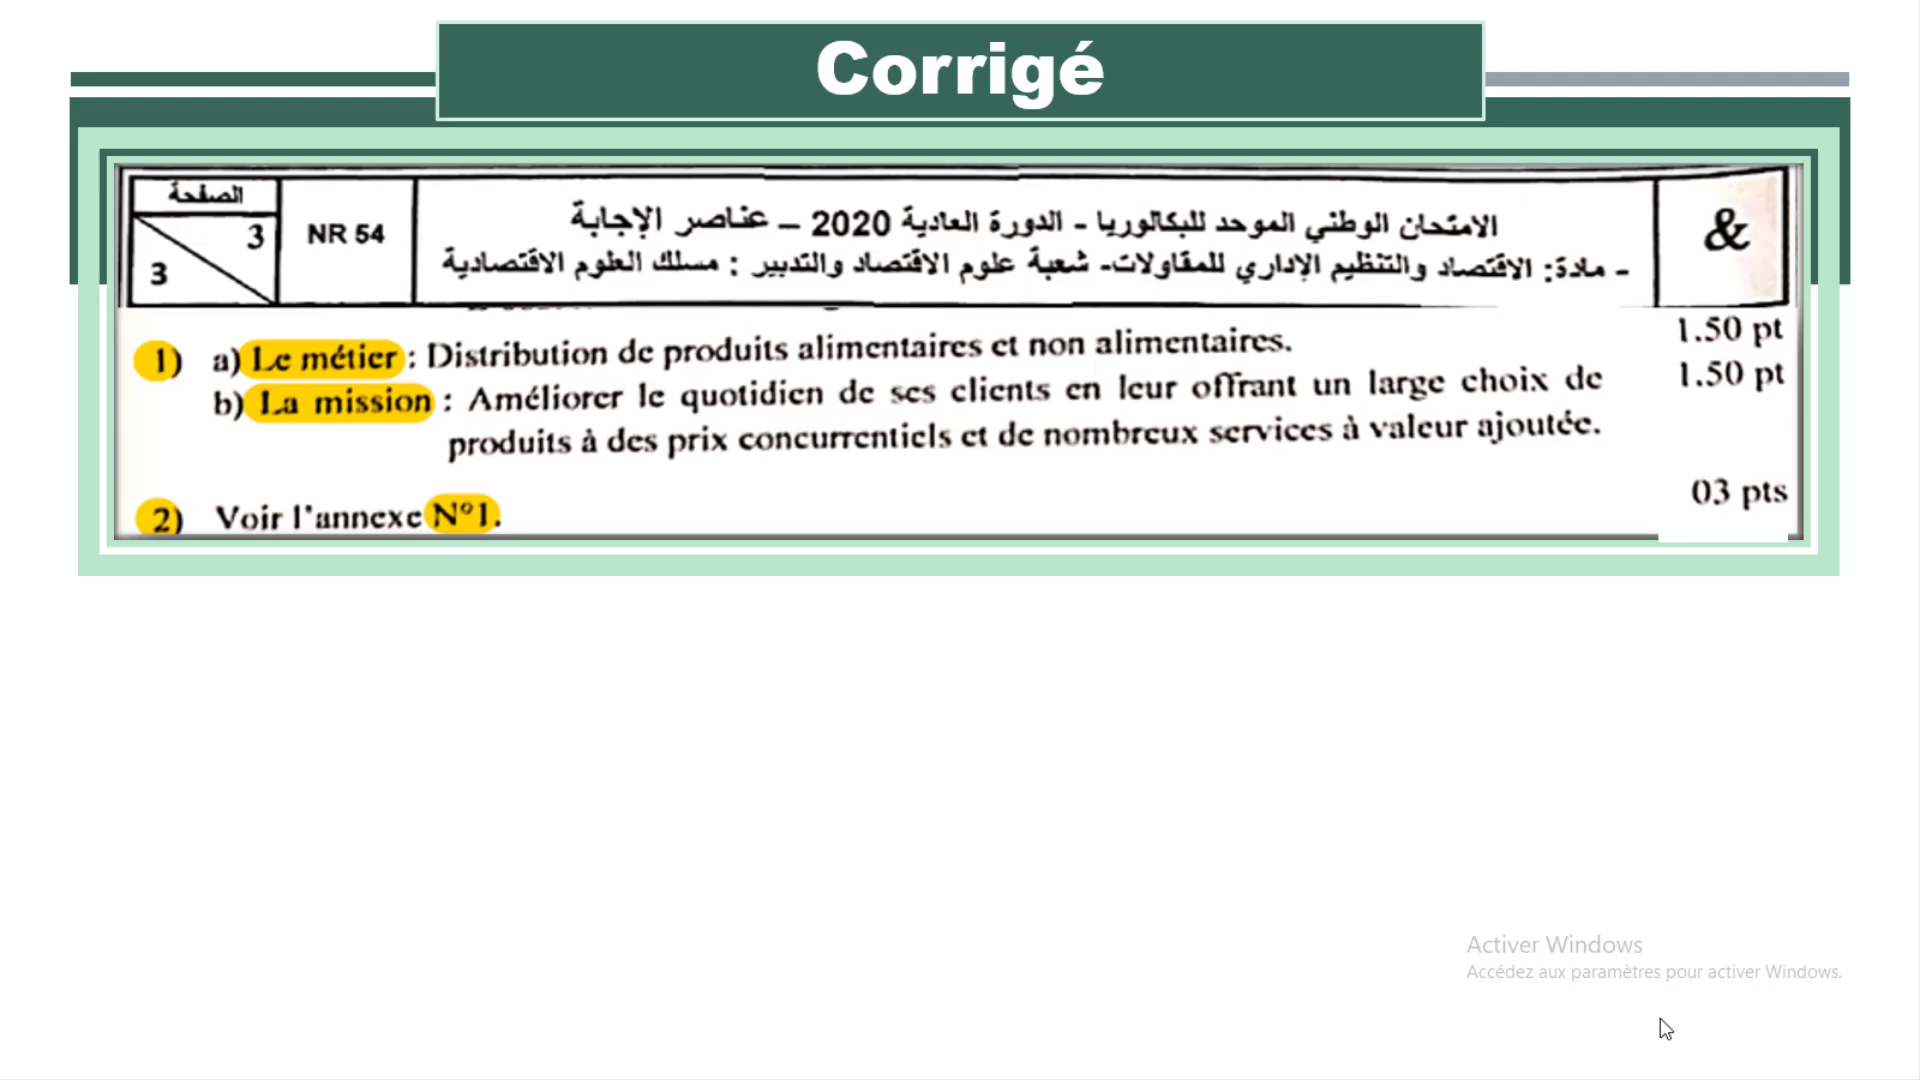 Corrigé
الصفحة
3
3
NR 54
الامتحان الوطني الموحد للبكالوريا - الدورة العادية 2020 – عناصر الإجابة
- مادة: الاقتصاد والتنظيم الإداري للمقاولات- شعبة علوم الاقتصاد والتدبير : مسلك العلوم الاقتصادية
&
1) a) Le métier : Distribution de produits alimentaires et non alimentaires. 1.50 pt
b) La mission : Améliorer le quotidien de ses clients en leur offrant un large choix de 1.50 pt
produits à des prix concurrentiels et de nombreux services à valeur ajoutée.
2) Voir l'annexe N°1. 03 pts
Activer Windows
Accédez aux paramètres pour activer Windows.